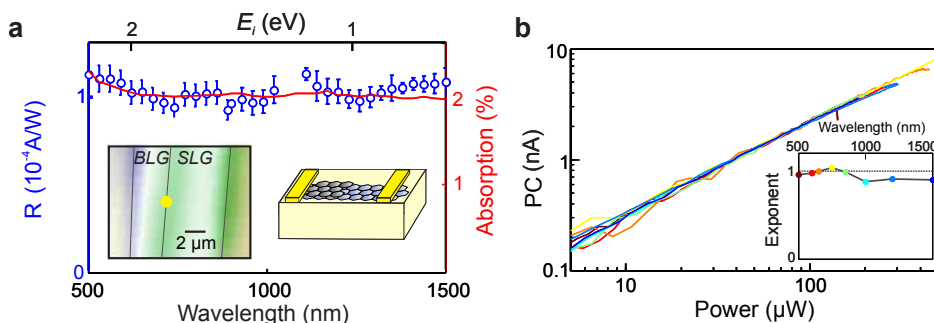 a
E_i (eV)
2 1
R (10⁻⁴A/W)
1
0
Absorption (%)
2
1
BLG SLG
2 µm
500 1000 1500
Wavelength (nm)
b
PC (nA)
10
1
0.1
10 100
Power (µW)
Wavelength (nm)
500 1000 1500
Exponent
1
0